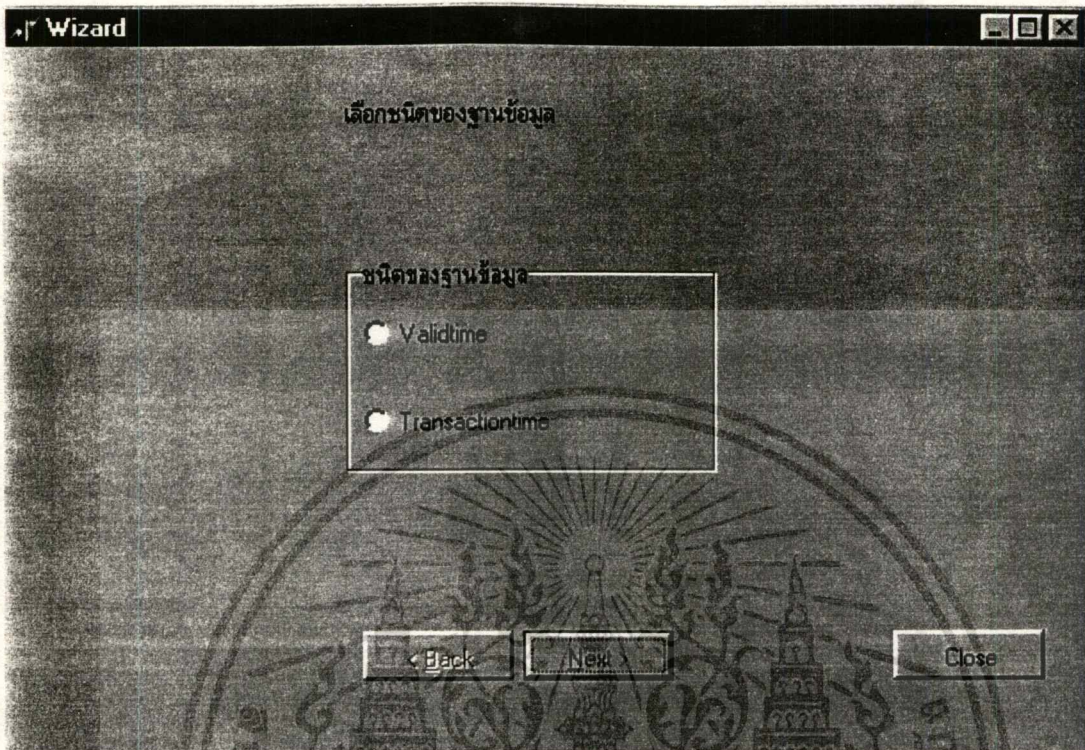 Wizard
เลือกชนิดของฐานข้อมูล
ชนิดของฐานข้อมูล
Validtime
Transactiontime
< Back
Next >
Close